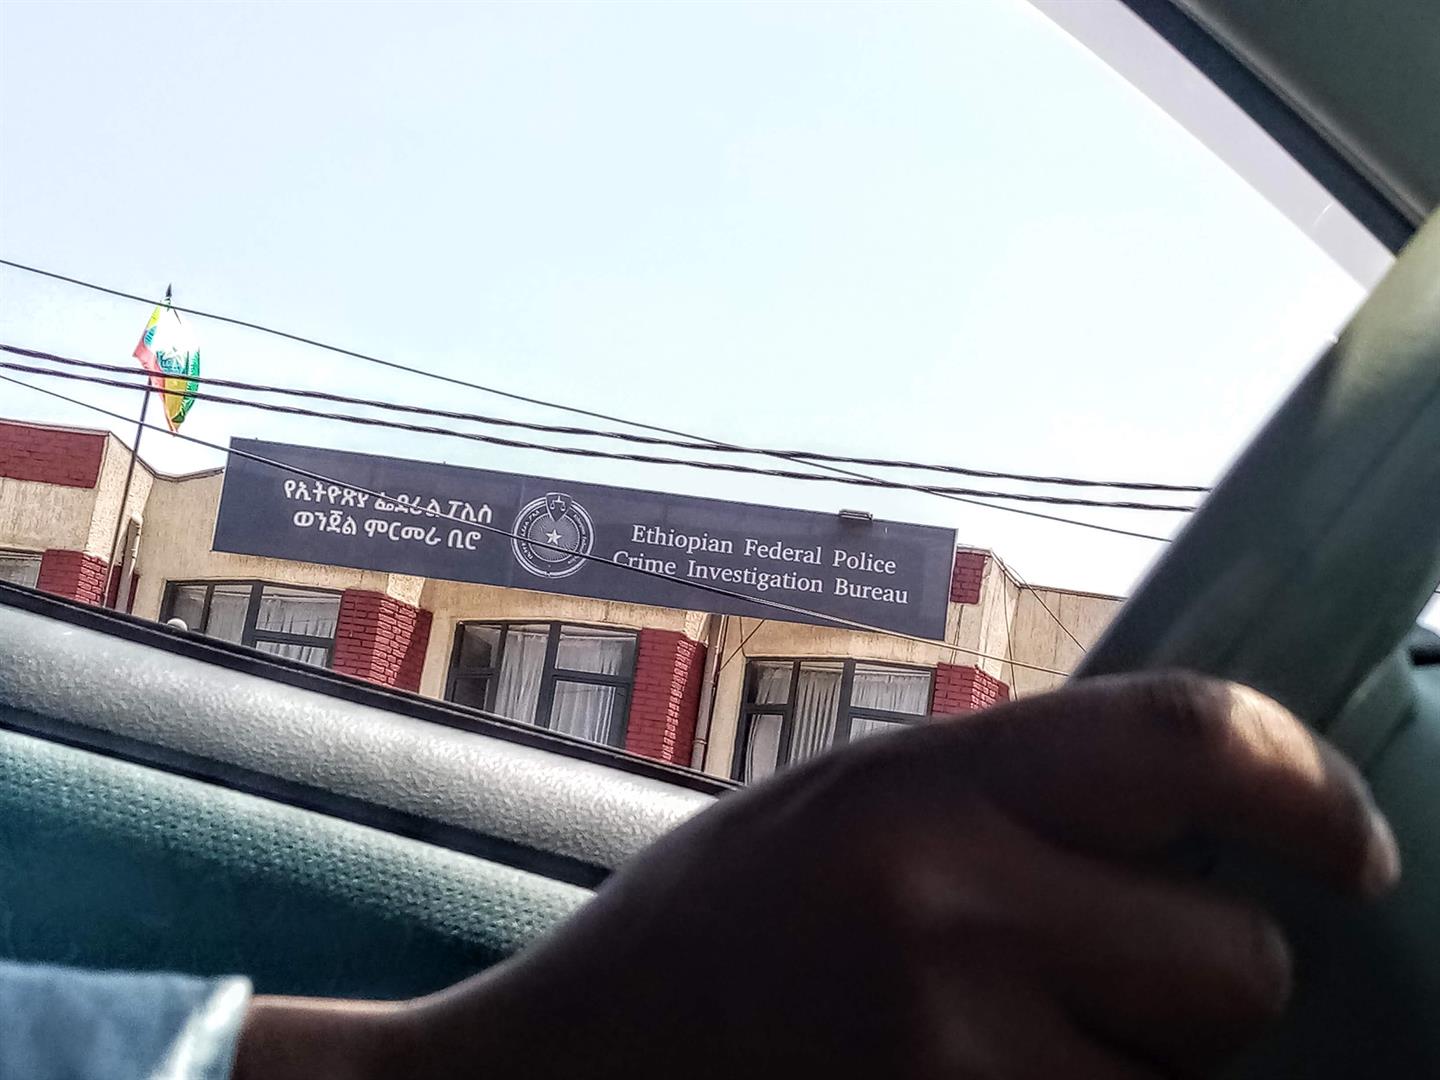 የኢትዮጵያ ፌደራል ፖሊስ
ወንጀል ምርመራ ቢሮ
Ethiopian Federal Police
Crime Investigation Bureau